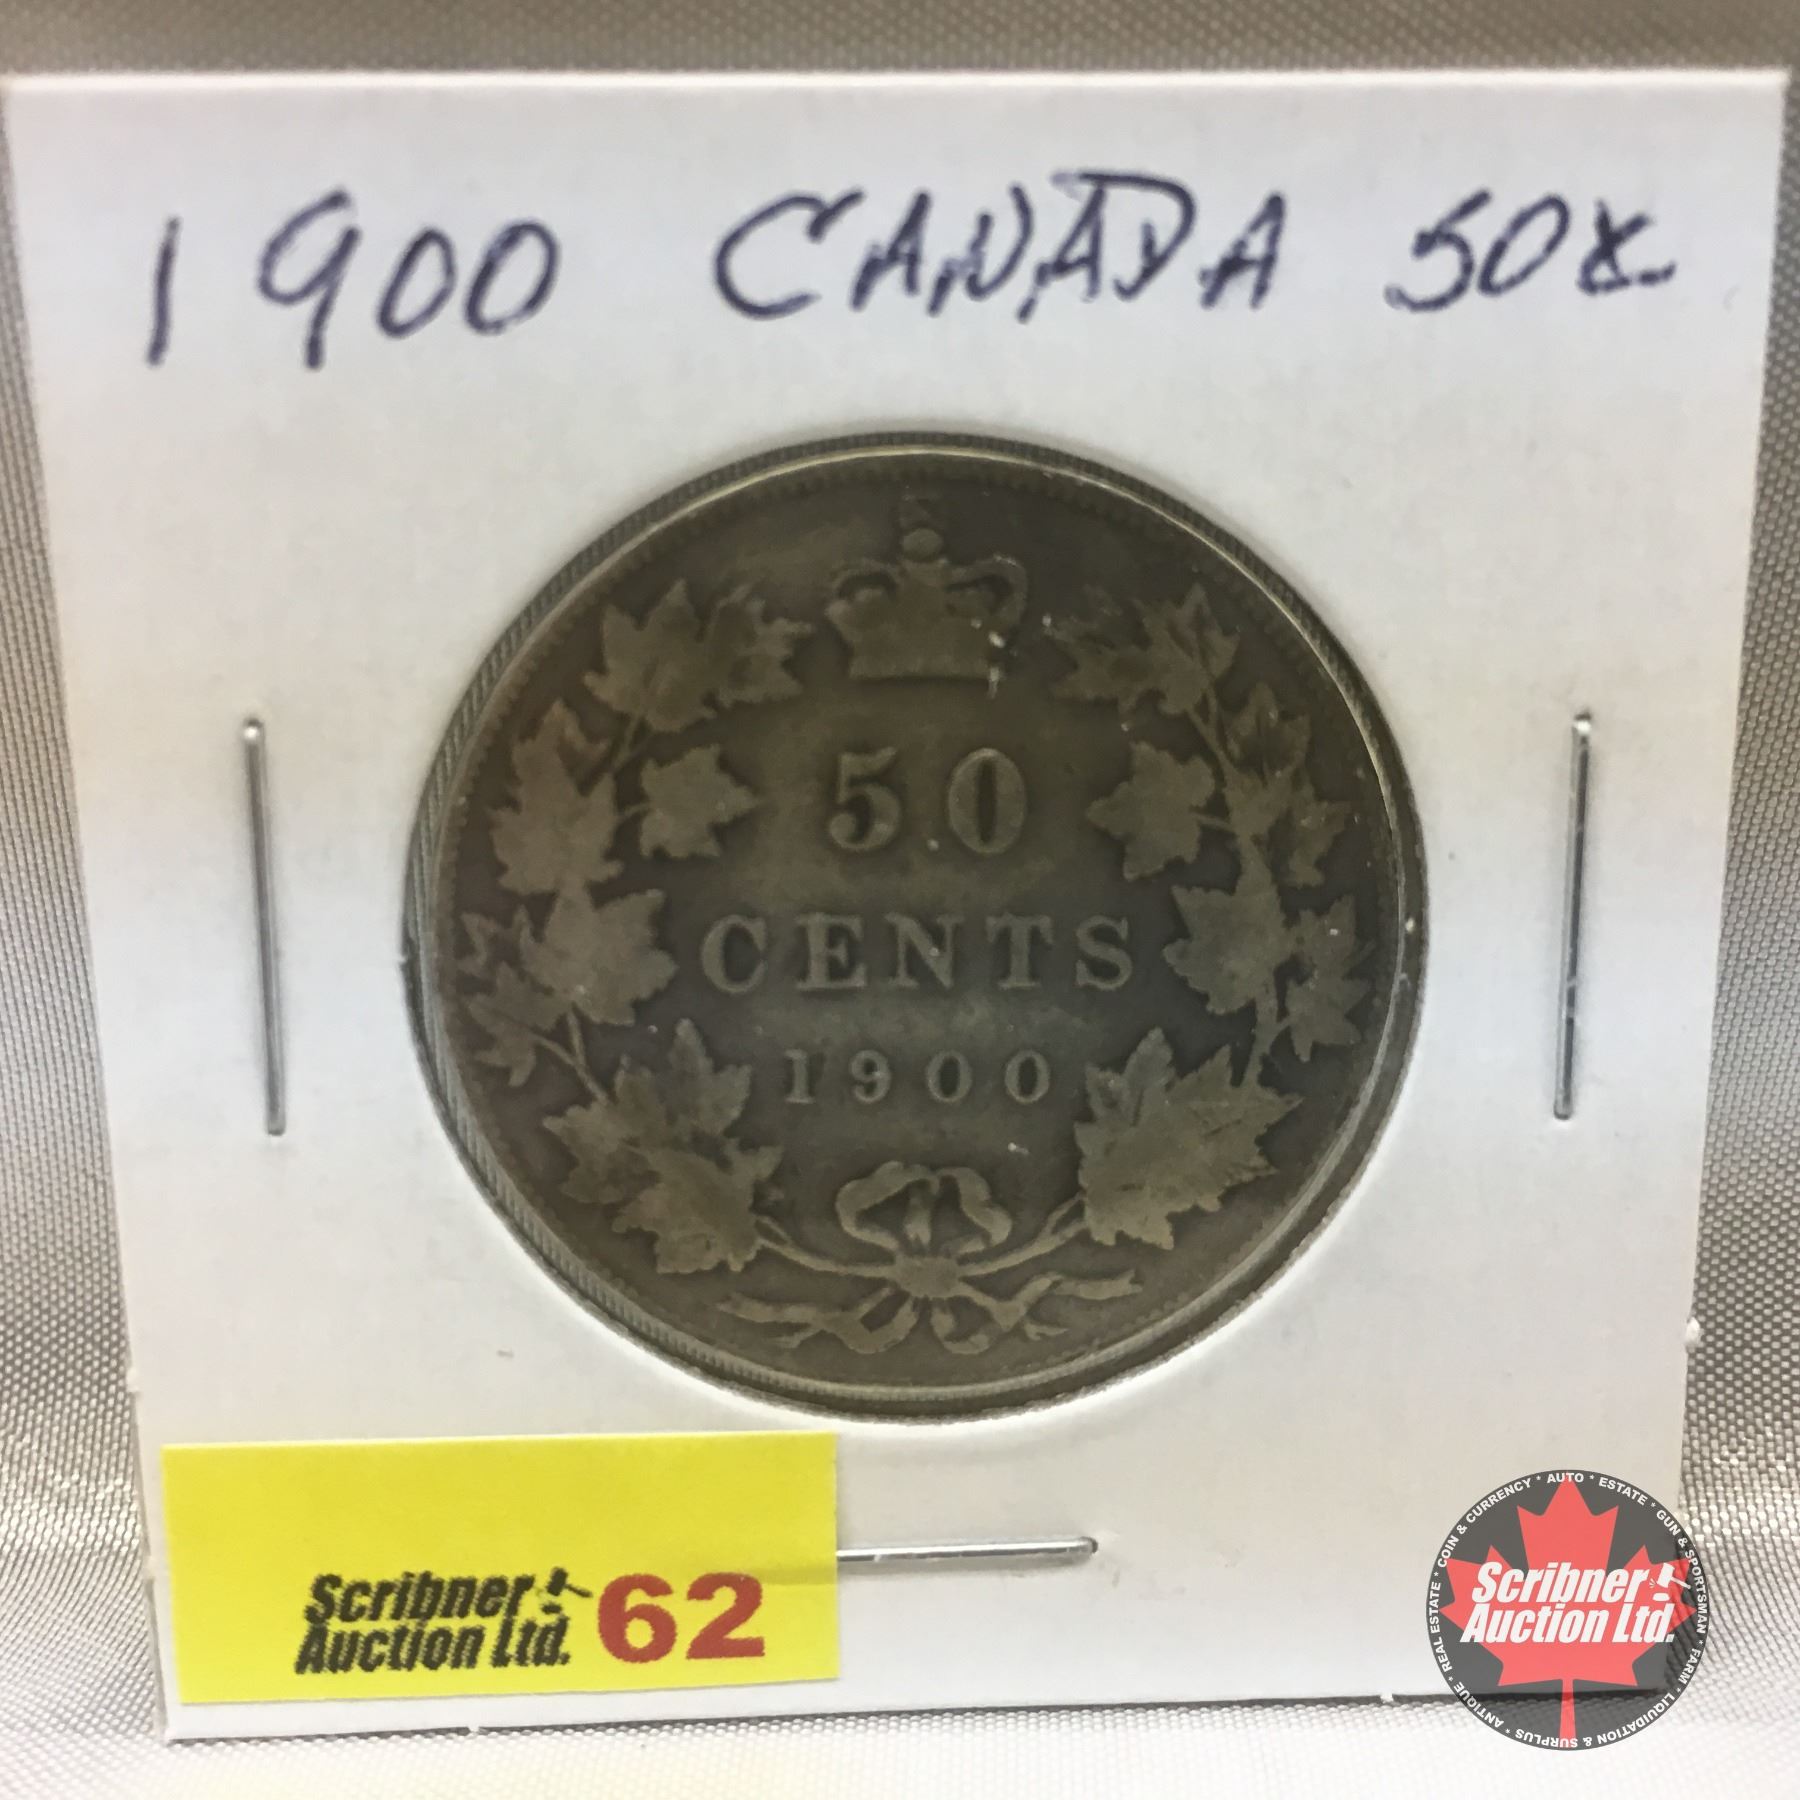 1900 CANADA 50¢
50
CENTS
1900
Scribner
Auction Ltd.
62
Scribner
Auction Ltd.
REAL ESTATE * COIN & CURRENCY * AUTO * ESTATE * GUN & SPORTSMAN * FARM * LIQUIDATION & SURPLUS * ANTIQUE *